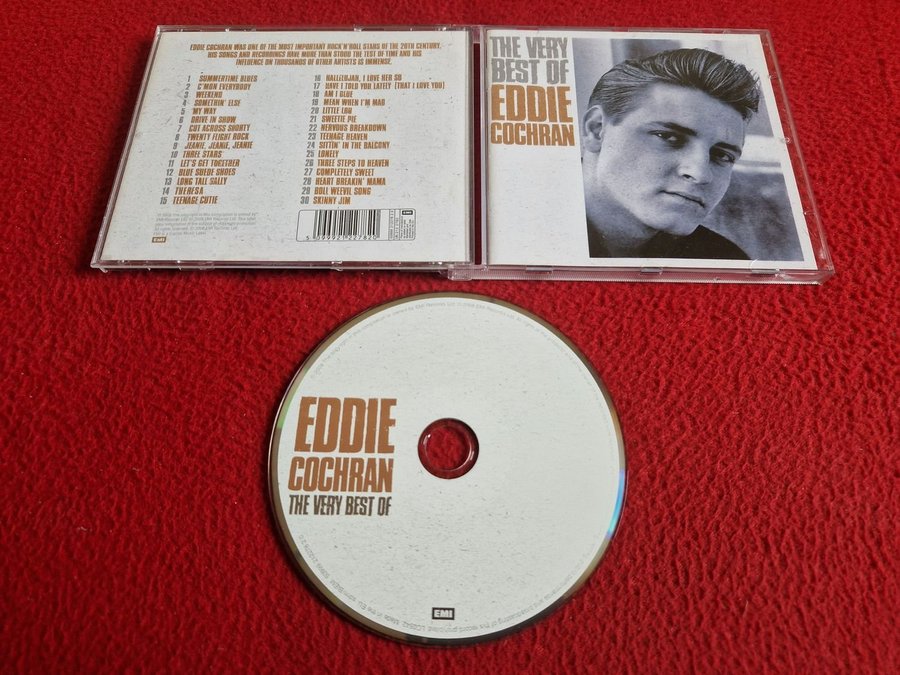 EDDIE COCHRAN WAS ONE OF THE MOST IMPORTANT ROCK'N'ROLL STARS OF THE 20TH CENTURY.
HIS SONGS AND RECORDINGS HAVE MORE THAN STOOD THE TEST OF TIME AND HIS
INFLUENCE ON THOUSANDS OF OTHER ARTISTS IS IMMENSE.
1 SUMMERTIME BLUES
2 C'MON EVERYBODY
3 WEEKEND
4 SOMETHIN' ELSE
5 MY WAY
6 DRIVE IN SHOW
7 CUT ACROSS SHORTY
8 TWENTY FLIGHT ROCK
9 JEANIE, JEANIE, JEANIE
10 THREE STARS
11 LET'S GET TOGETHER
12 BLUE SUEDE SHOES
13 LONG TALL SALLY
14 THERESA
15 TEENAGE CUTIE
16 HALLELUJAH, I LOVE HER SO
17 HAVE I TOLD YOU LATELY (THAT I LOVE YOU)
18 AM I BLUE
19 MEAN WHEN I'M MAD
20 LITTLE LOU
21 SWEETIE PIE
22 NERVOUS BREAKDOWN
23 TEENAGE HEAVEN
24 SITTIN' IN THE BALCONY
25 LONELY
26 THREE STEPS TO HEAVEN
27 COMPLETELY SWEET
28 HEART BREAKIN' MAMA
29 BOLL WEEVIL SONG
30 SKINNY JIM
EMI
5 099921 227820
THE VERY
BEST OF
EDDIE
COCHRAN
EDDIE
COCHRAN
THE VERY BEST OF
EMI